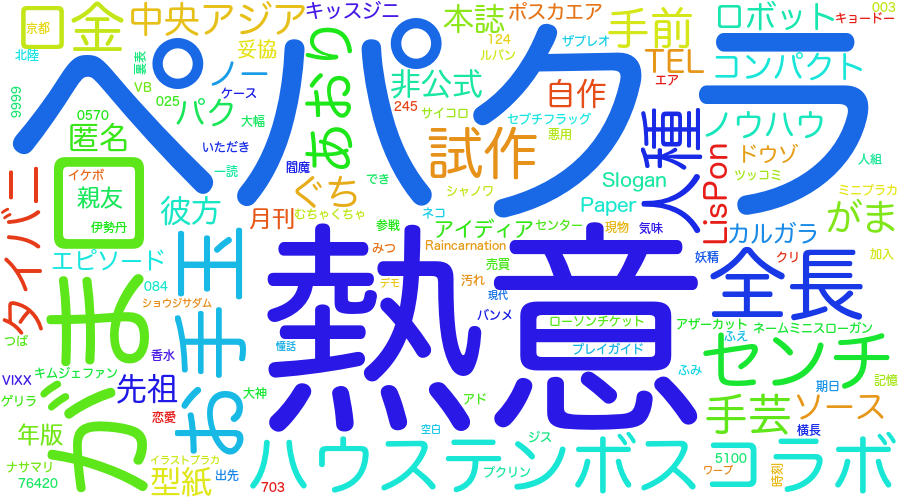 京都
金
中央アジア
キッスジニ
本誌
ポスカエア
手前
ロボット
003
キョードー
北陸
裏表
妥協
ノー
あおり
非公式
124
ルパン
ザプレオ
TEL
エア
コンパクト
ペパクラ
9999
VB
025
ケース
パク
大幅
245
サイコロ
自作
セプチフラッグ
悪用
人種
ノウハウ
0570
匿名
いただき
試作
LisPon
ドウゾ
人組
ツッコミ
口
イケボ
親友
伊勢丹
一読
閻魔
でき
シャノワ
Slogan
Paper
ミニプラカ
タイバニ
彼方
月刊
ぐち
むちゃくちゃ
参戦
ネコ
アイディア
センター
現物
気味
カルガラ
がま
エピソード
お手玉
みつ
Raincarnation
売買
妖精
クリ
加入
084
ショウジサダム
熱意
デモ
汚れ
現代
全長
がま口
つば
憧話
バンメ
ローソンチケット
プレイガイド
アザーカット
ネームミニスローガン
ふえ
センチ
VIXX
キムジェファン
香水
先祖
ゲリラ
恋愛
大神
アド
ふみ
期日
記憶
年版
空白
ジス
手芸
ソース
横長
ナサマリ
76420
イラストプラカ
型紙
出先
703
ハウステンボスコラボ
プクリン
ワープ
5100
時刻